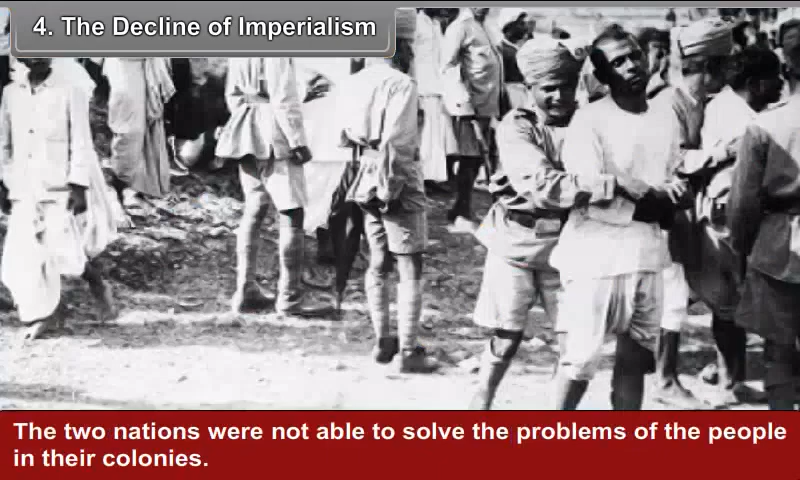 4. The Decline of Imperialism
The two nations were not able to solve the problems of the people
in their colonies.